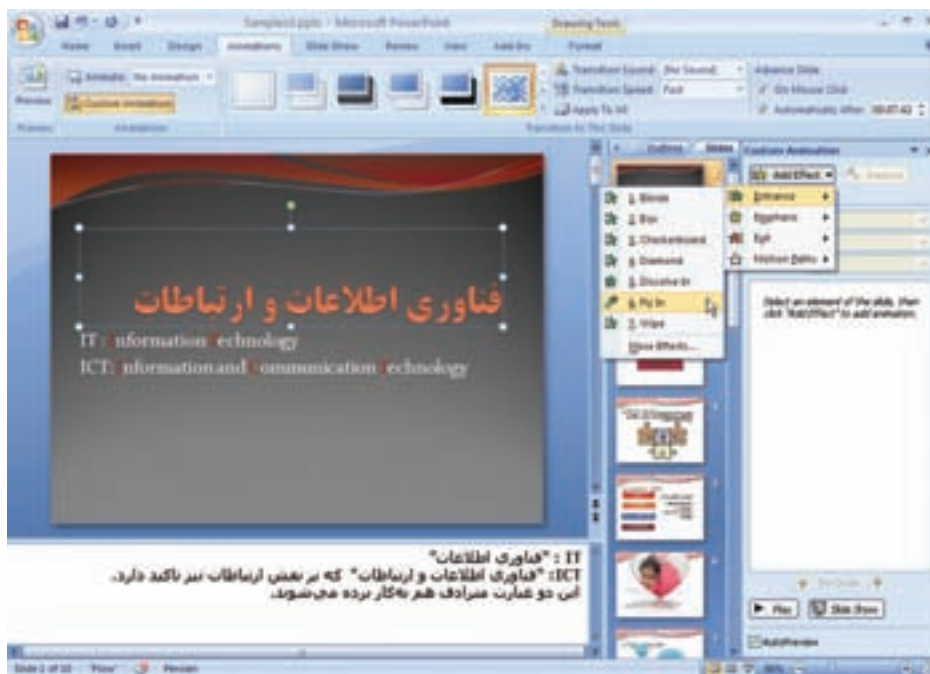 Sample10.pptx - Microsoft PowerPoint
Drawing Tools
Home Insert Design Animations Slide Show Review View Add-Ins Format
Preview
Animate: No Animation
Custom Animation
Transition Sound: [No Sound]
Transition Speed: Fast
Apply To All
Advance Slide
On Mouse Click
Automatically After:
Preview
Animations
Transition to This Slide
Outline Slides
Custom Animation
Add Effect
Remove
Entrance
Emphasis
Exit
Motion Paths
1. Blinds
2. Box
3. Checkerboard
4. Diamond
5. Dissolve In
6. Fly In
7. Wipe
More Effects...
Select an element of the slide, then
click "Add Effect" to add animation.
فناوری اطلاعات و ارتباطات
IT: Information Technology
ICT: Information and Communication Technology
IT : "فناوری اطلاعات"
ICT: "فناوری اطلاعات و ارتباطات" که بر نقش ارتباطات نیز تاکید دارد.
این دو عبارت مترادف هم به‌کار برده می‌شوند.
Re-Order
Play
Slide Show
AutoPreview
Slide 1 of 10 "Flow" Persian